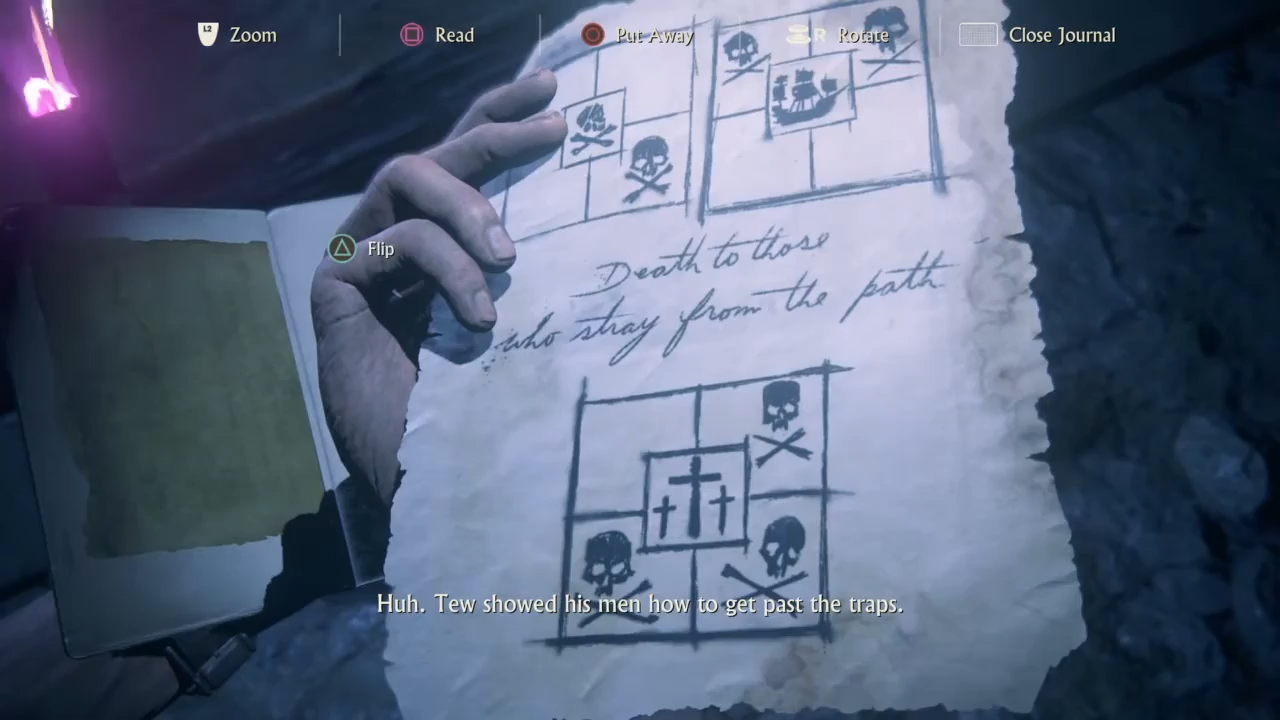 L2 Zoom
Read
Put Away
R Rotate
Close Journal
Flip
Death to those
who stray from the path
Huh. Tew showed his men how to get past the traps.